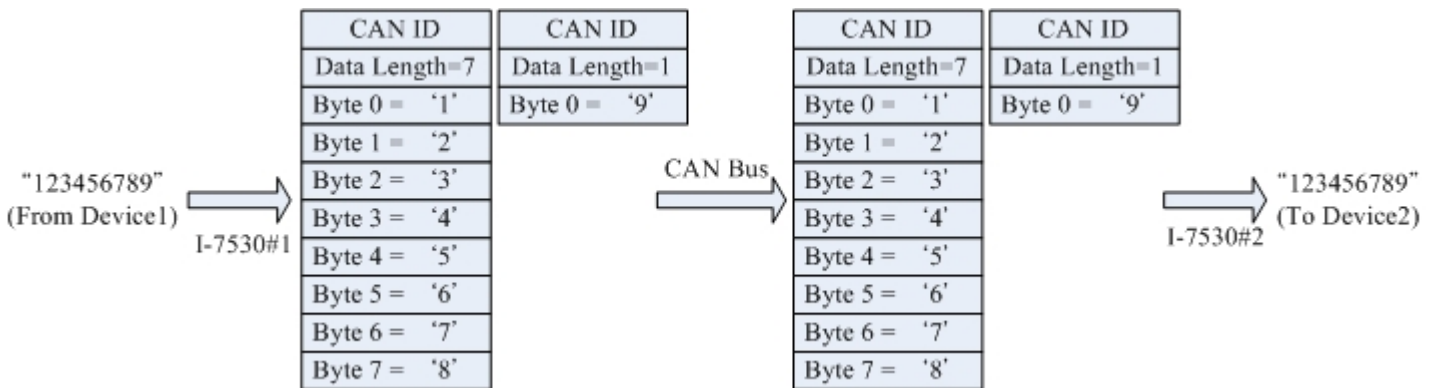 “123456789”
(From Device1)
I-7530#1
CAN ID
Data Length=7
Byte 0 = ‘1’
Byte 1 = ‘2’
Byte 2 = ‘3’
Byte 3 = ‘4’
Byte 4 = ‘5’
Byte 5 = ‘6’
Byte 6 = ‘7’
Byte 7 = ‘8’
CAN ID
Data Length=1
Byte 0 = ‘9’
CAN Bus
CAN ID
Data Length=7
Byte 0 = ‘1’
Byte 1 = ‘2’
Byte 2 = ‘3’
Byte 3 = ‘4’
Byte 4 = ‘5’
Byte 5 = ‘6’
Byte 6 = ‘7’
Byte 7 = ‘8’
CAN ID
Data Length=1
Byte 0 = ‘9’
I-7530#2
“123456789”
(To Device2)